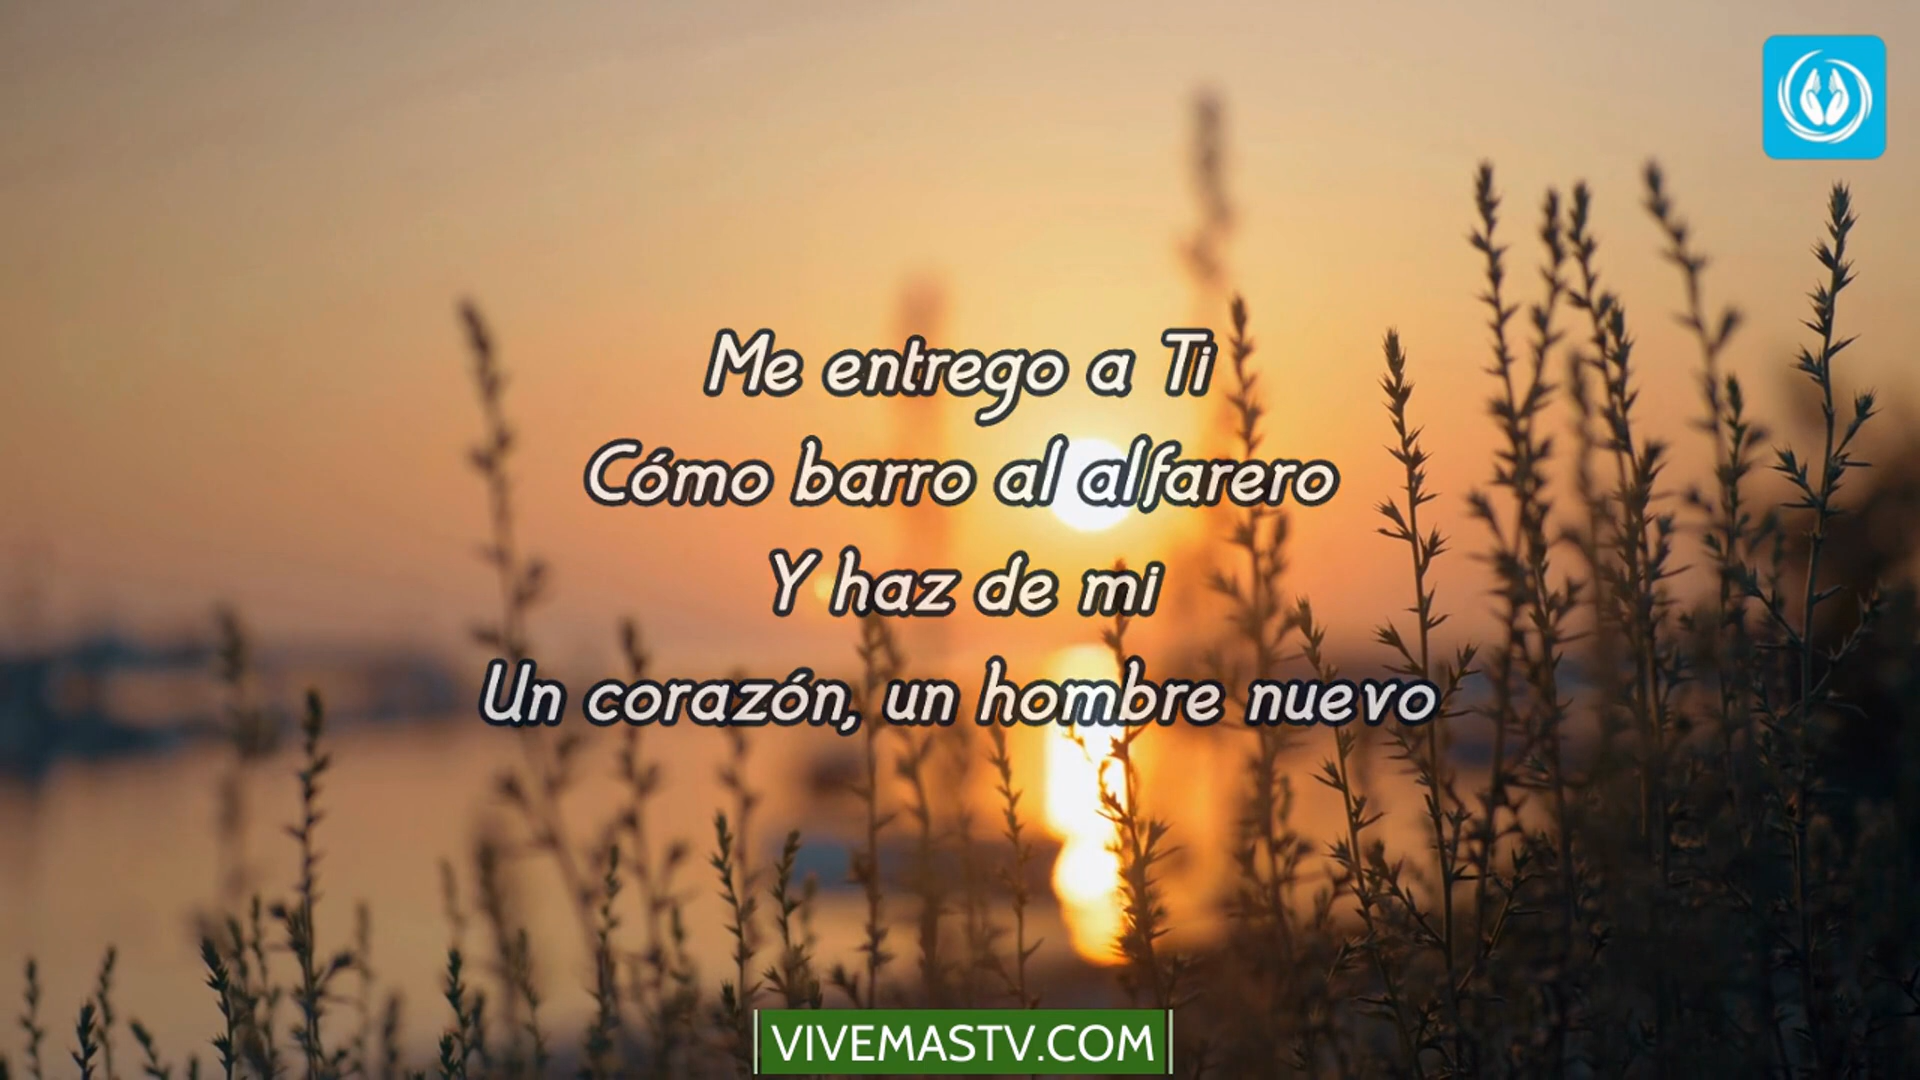 Me entrego a Ti
Cómo barro al alfarero
Y haz de mi
Un corazón, un hombre nuevo
VIVEMASTV.COM